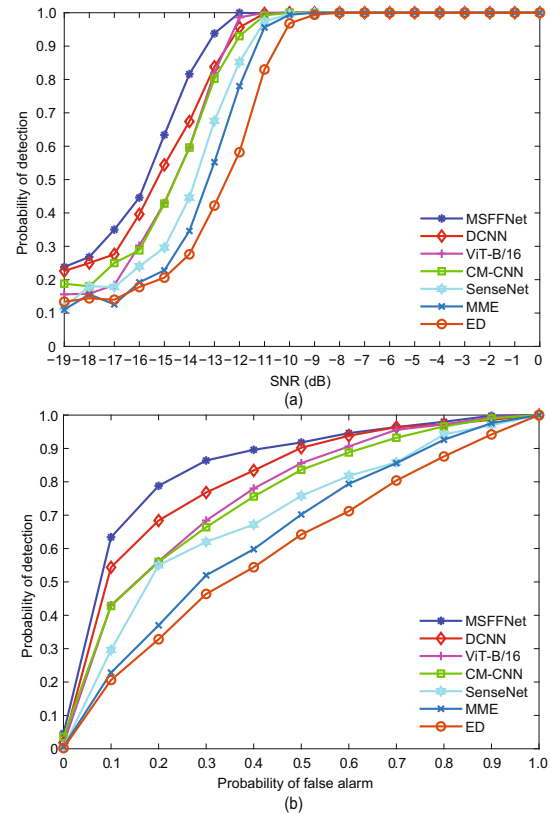 1.0
0.9
0.8
0.7
0.6
0.5
0.4
0.3
0.2
0.1
0
Probability of detection
MSFFNet
DCNN
ViT-B/16
CM-CNN
SenseNet
MME
ED
−19 −18 −17 −16 −15 −14 −13 −12 −11 −10 −9 −8 −7 −6 −5 −4 −3 −2 −1 0
SNR (dB)
(a)
1.0
0.9
0.8
0.7
0.6
0.5
0.4
0.3
0.2
0.1
0
Probability of detection
MSFFNet
DCNN
ViT-B/16
CM-CNN
SenseNet
MME
ED
0 0.1 0.2 0.3 0.4 0.5 0.6 0.7 0.8 0.9 1.0
Probability of false alarm
(b)